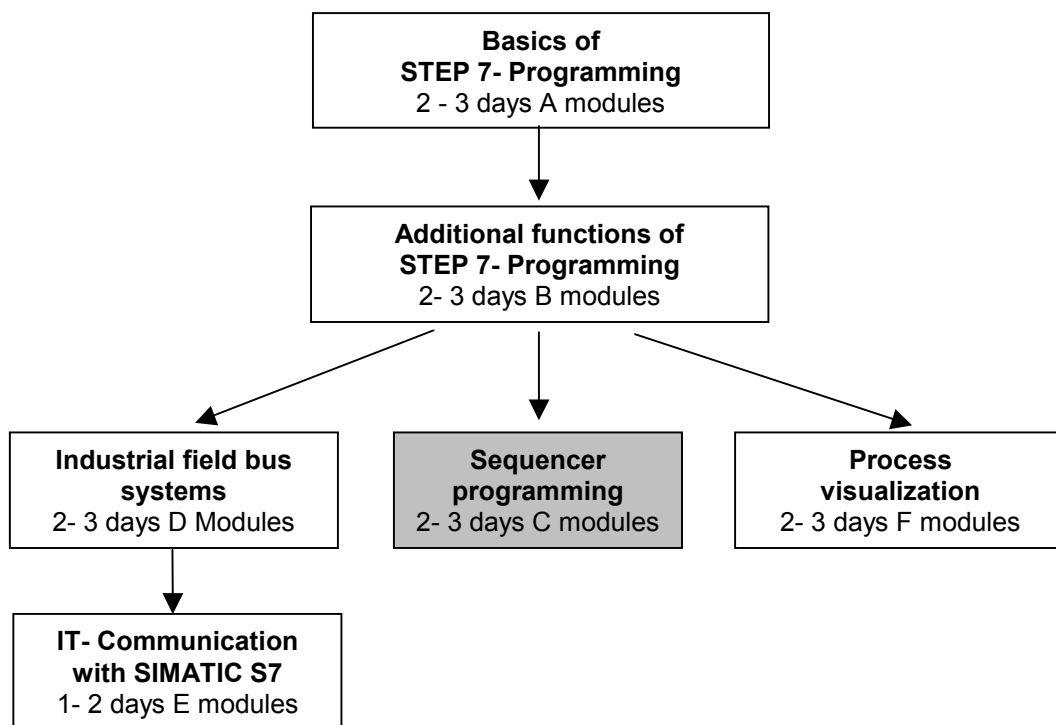 Basics of
STEP 7- Programming
2 - 3 days A modules
Additional functions of
STEP 7- Programming
2- 3 days B modules
Industrial field bus
systems
2- 3 days D Modules
Sequencer
programming
2- 3 days C modules
Process
visualization
2- 3 days F modules
IT- Communication
with SIMATIC S7
1- 2 days E modules